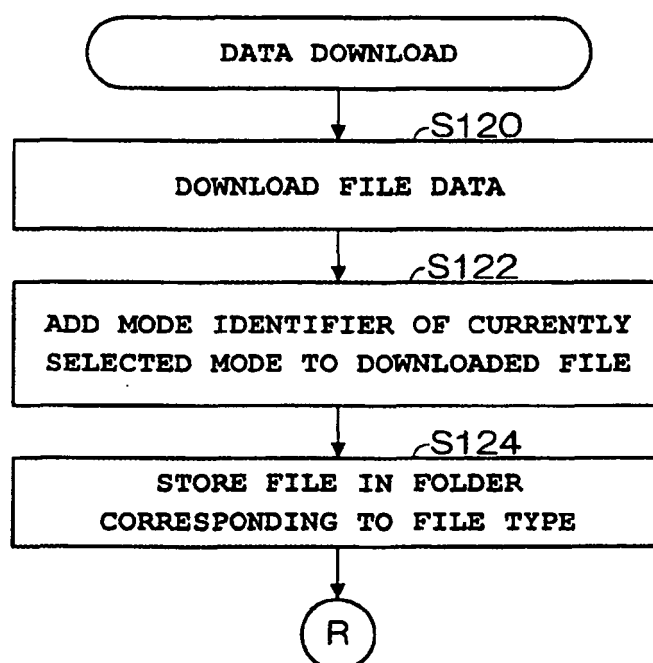 DATA DOWNLOAD
S120
DOWNLOAD FILE DATA
S122
ADD MODE IDENTIFIER OF CURRENTLY
SELECTED MODE TO DOWNLOADED FILE
S124
STORE FILE IN FOLDER
CORRESPONDING TO FILE TYPE
R